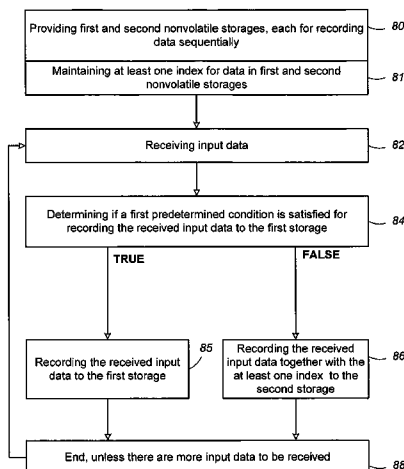 Providing first and second nonvolatile storages, each for recording
data sequentially
80
Maintaining at least one index for data in first and second
nonvolatile storages
81
Receiving input data
82
Determining if a first predetermined condition is satisfied for
recording the received input data to the first storage
84
TRUE
FALSE
Recording the received input
data to the first storage
85
Recording the received
input data together with the
at least one index to the
second storage
86
End, unless there are more input data to be received
88